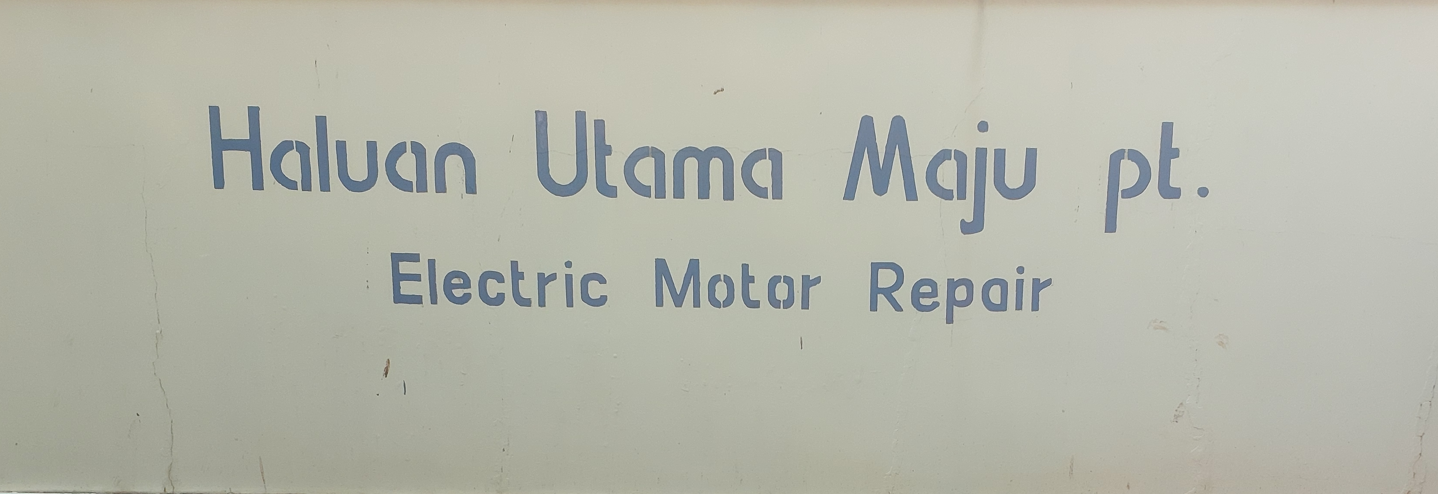 Haluan Utama Maju pt.
Electric Motor Repair